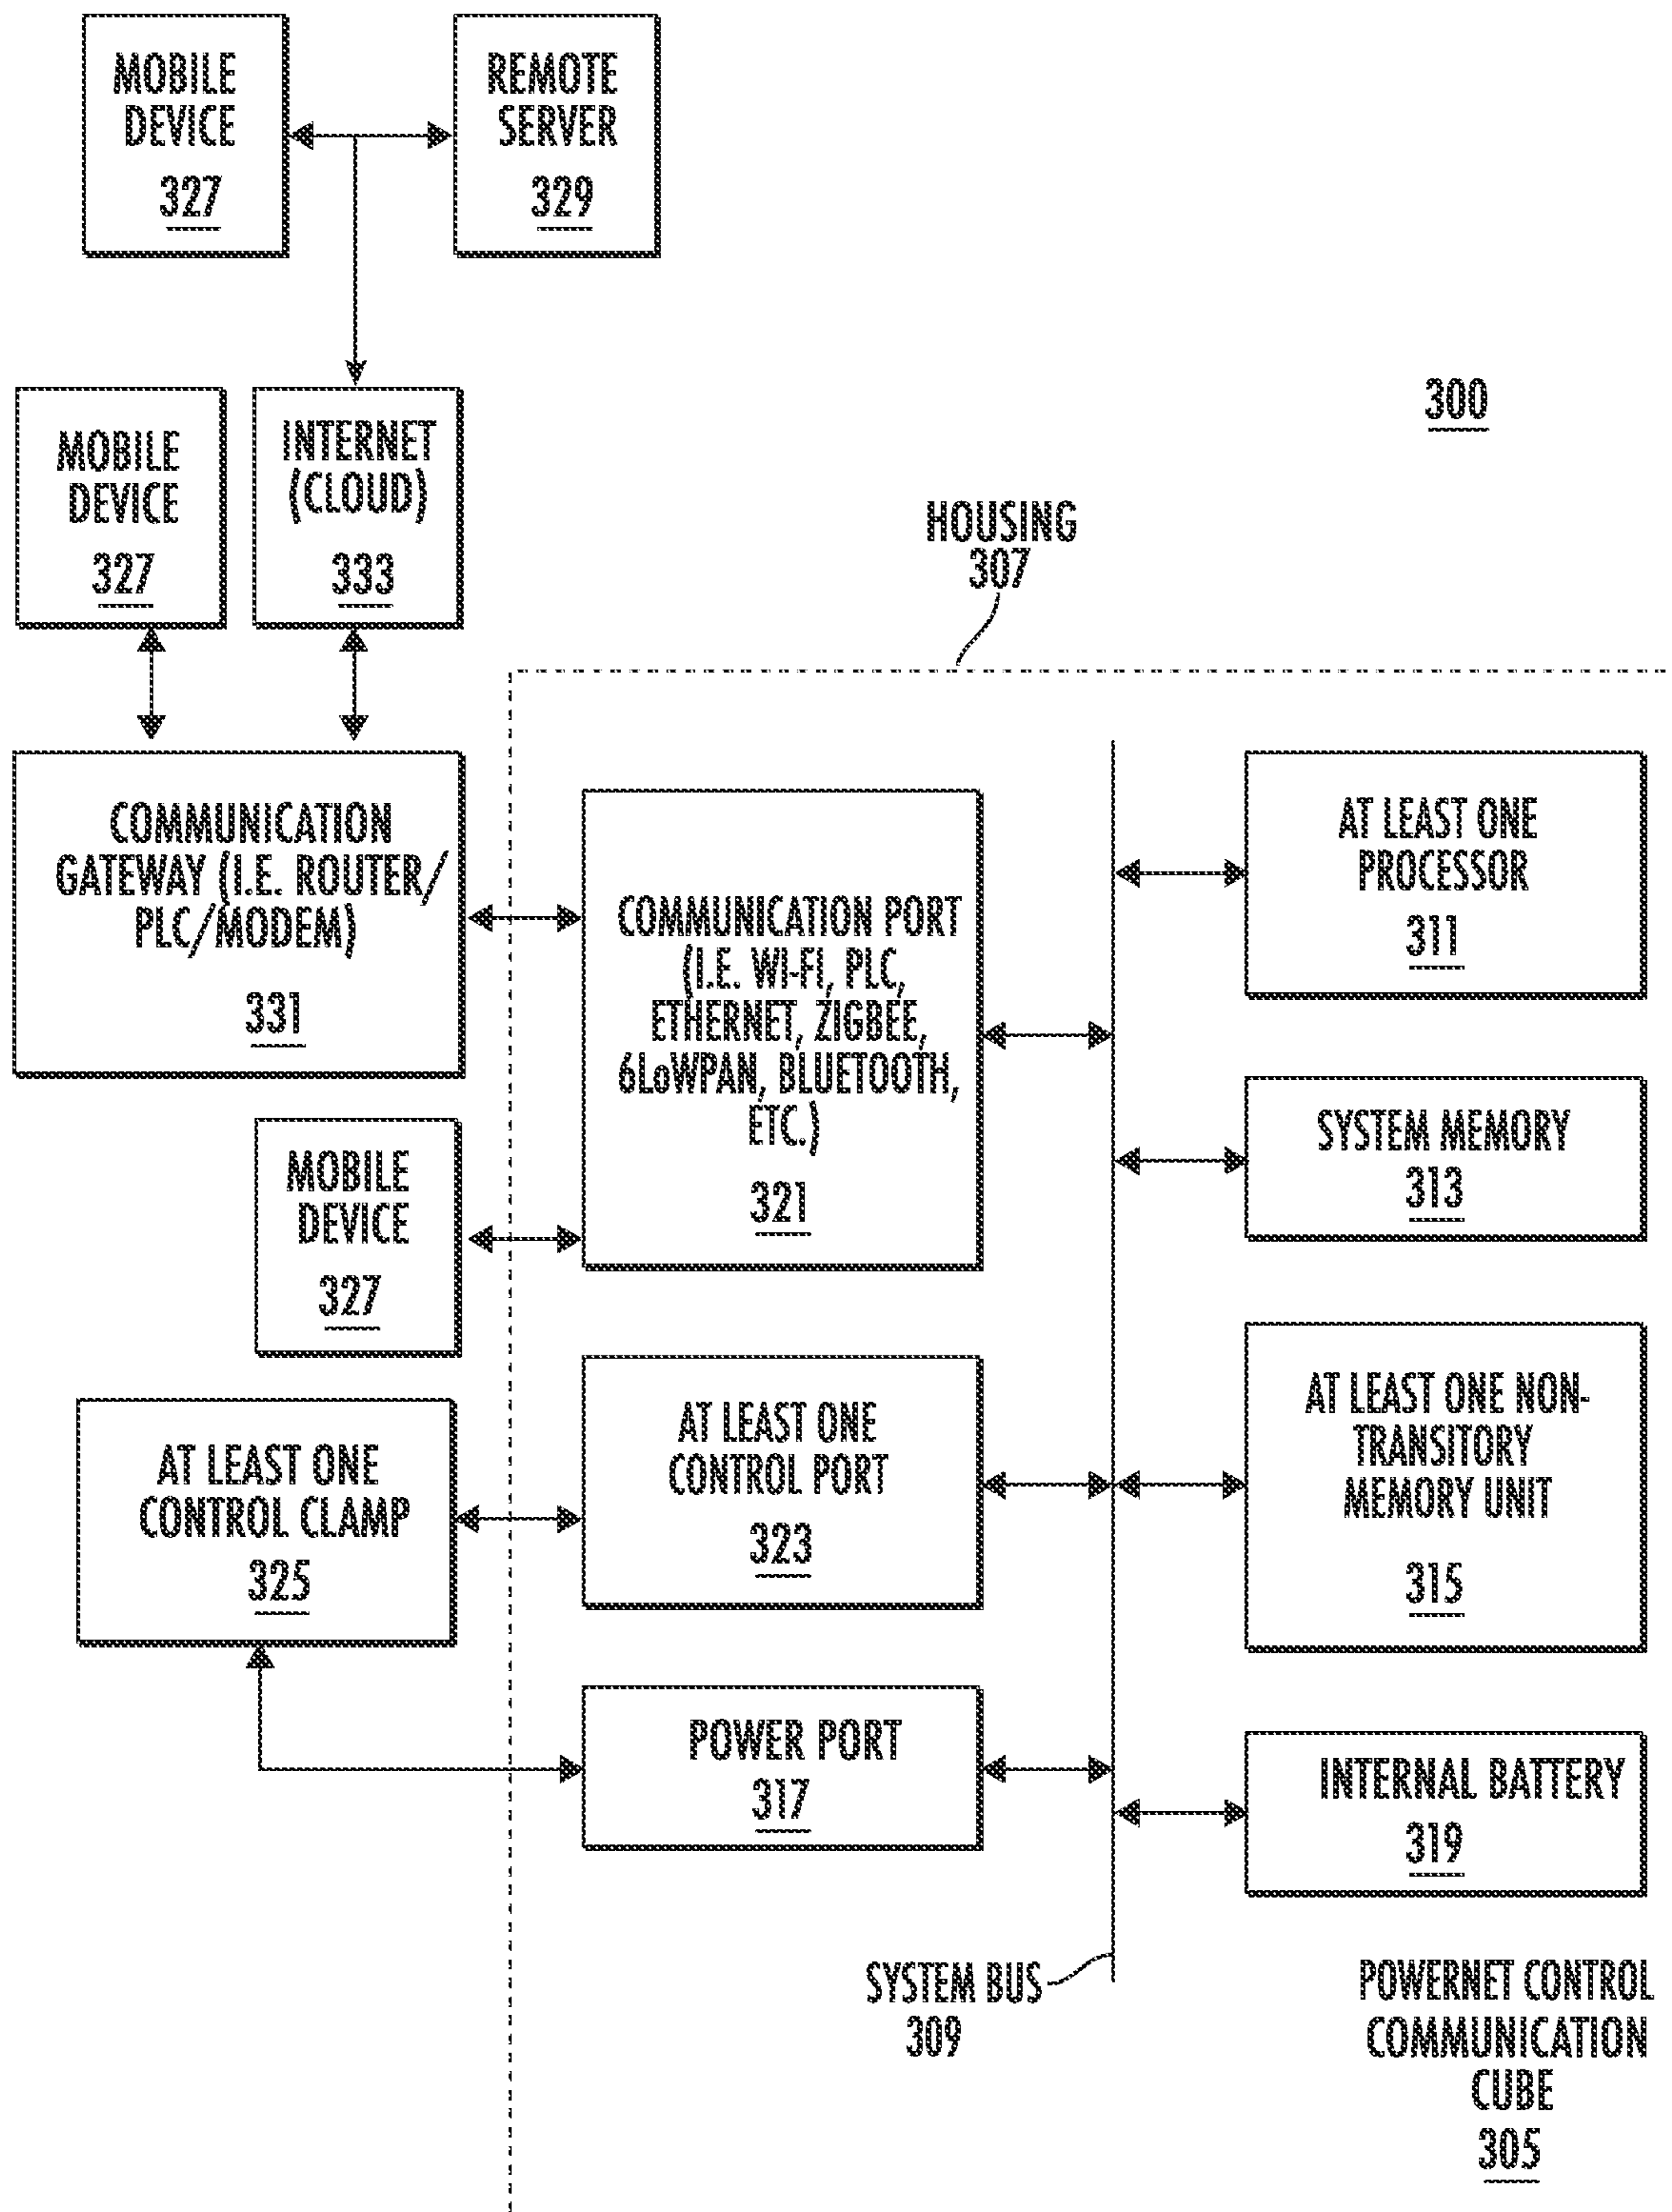 MOBILE
DEVICE
327
REMOTE
SERVER
329
MOBILE
DEVICE
327
INTERNET
(CLOUD)
333
300
HOUSING
307
COMMUNICATION
GATEWAY (I.E. ROUTER/
PLC/MODEM)
331
COMMUNICATION PORT
(I.E. WI-FI, PLC,
ETHERNET, ZIGBEE,
6LoWPAN, BLUETOOTH,
ETC.)
321
AT LEAST ONE
PROCESSOR
311
SYSTEM MEMORY
313
MOBILE
DEVICE
327
AT LEAST ONE
CONTROL CLAMP
325
AT LEAST ONE
CONTROL PORT
323
AT LEAST ONE NON-
TRANSITORY
MEMORY UNIT
315
POWER PORT
317
INTERNAL BATTERY
319
SYSTEM BUS
309
POWERNET CONTROL
COMMUNICATION
CUBE
305